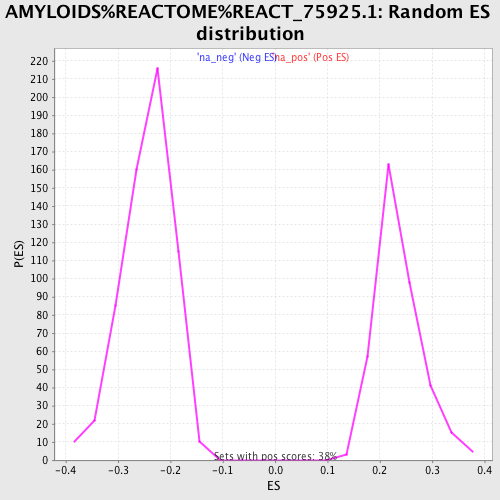 AMYLOIDS%REACTOME%REACT_75925.1: Random ES
distribution
'na_neg' (Neg ES)
'na_pos' (Pos ES)
P(ES)
220
210
200
190
180
170
160
150
140
130
120
110
100
90
80
70
60
50
40
30
20
10
0
Sets with pos scores: 38%
-0.4 -0.3 -0.2 -0.1 0.0 0.1 0.2 0.3 0.4
ES